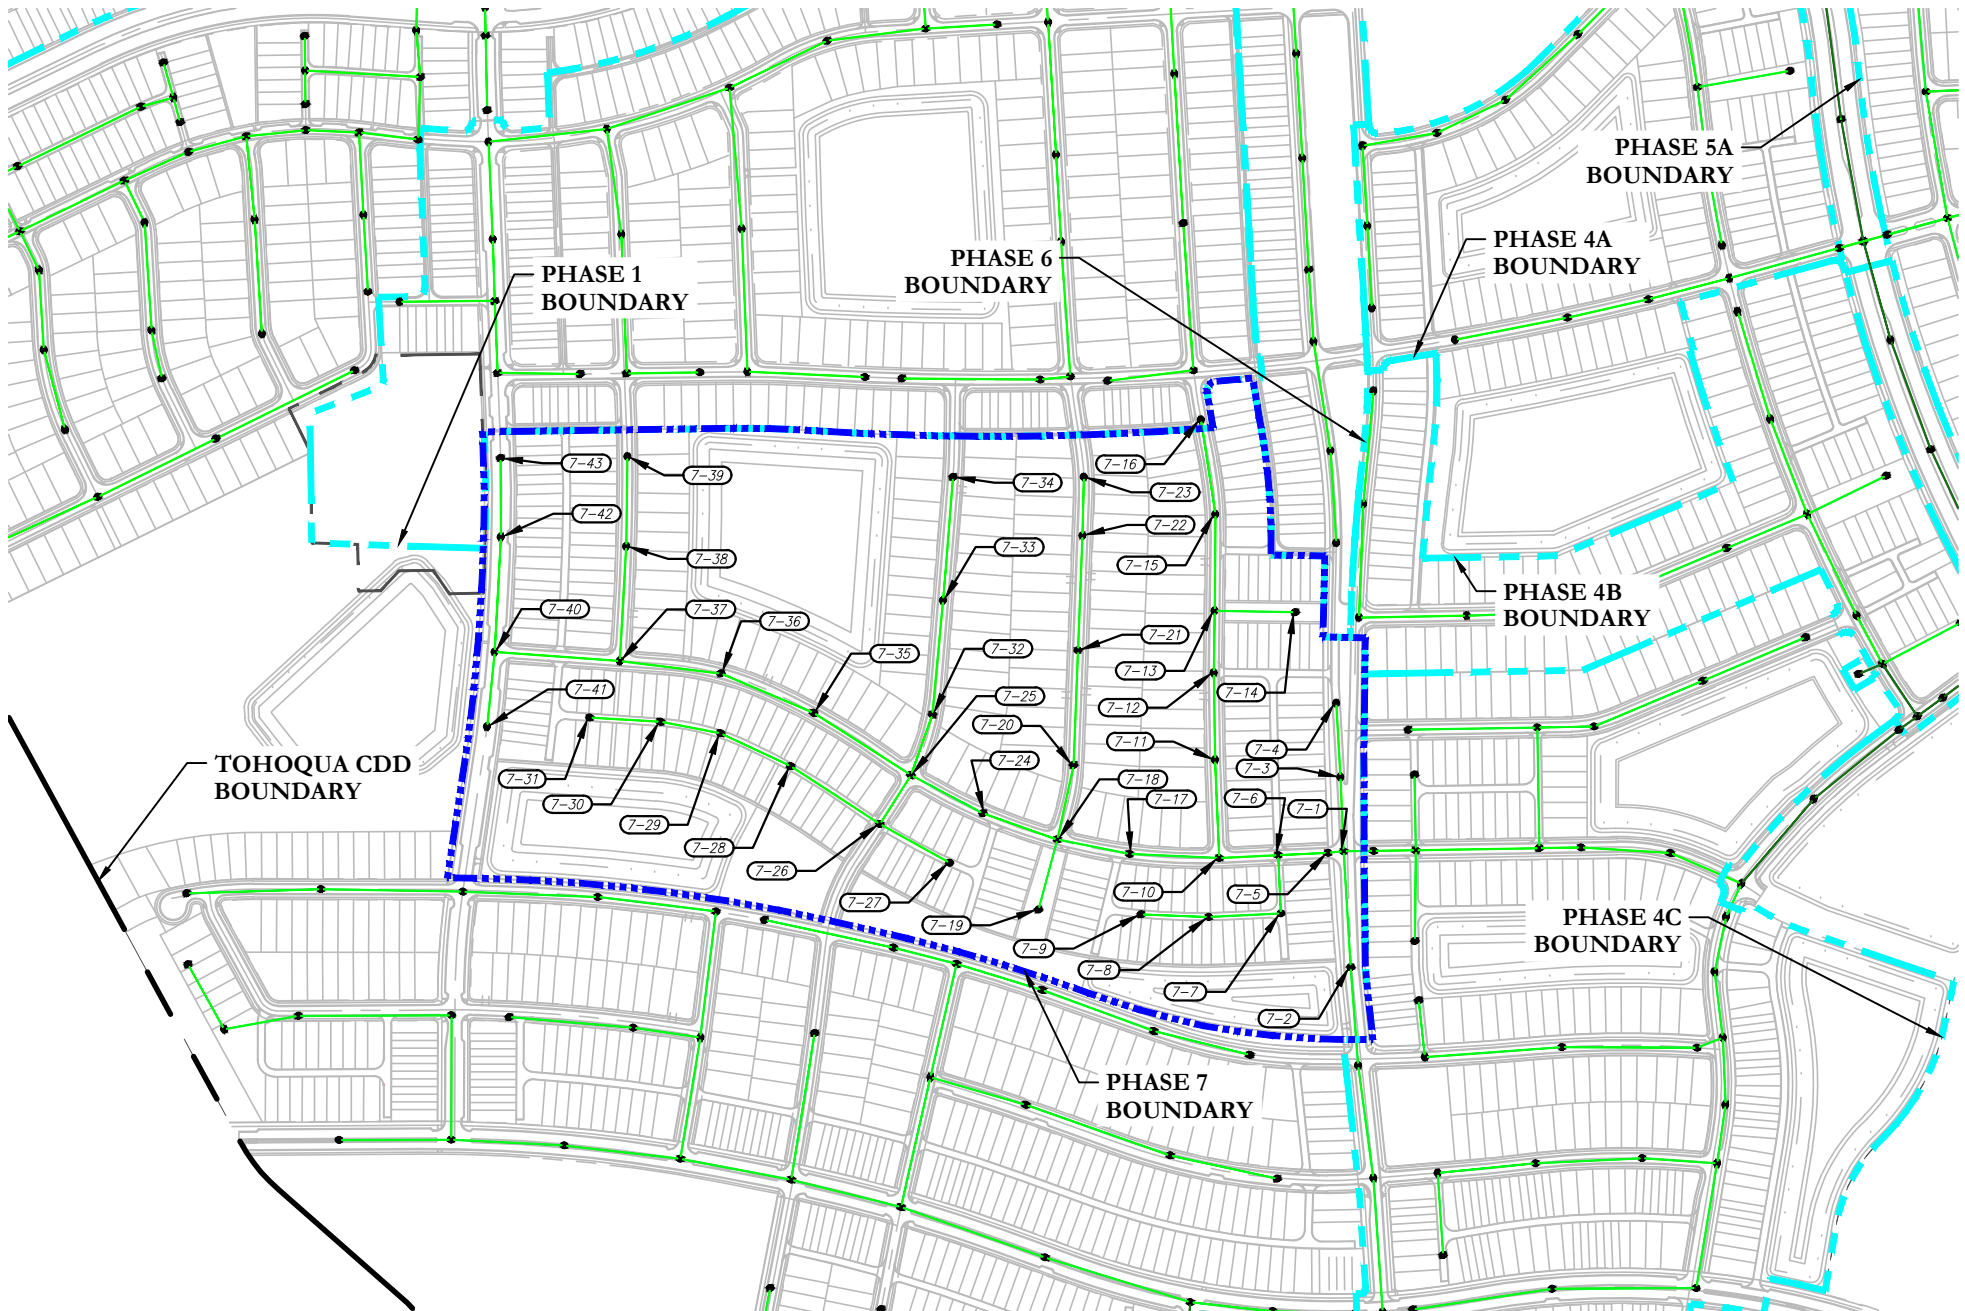 PHASE 5A
BOUNDARY
PHASE 4A
BOUNDARY
PHASE 6
BOUNDARY
PHASE 1
BOUNDARY
7-16
7-43
7-39
7-34
7-23
7-42
7-22
7-33
7-38
7-15
PHASE 4B
BOUNDARY
7-40
7-37
7-36
7-21
7-35
7-32
7-13
7-41
7-25
7-14
7-12
7-20
7-11
7-4
7-24
7-3
TOHOQUA CDD
BOUNDARY
7-31
7-18
7-30
7-17
7-6
7-1
7-29
7-28
7-26
7-10
7-5
7-27
PHASE 4C
BOUNDARY
7-19
7-9
7-8
7-7
7-2
PHASE 7
BOUNDARY